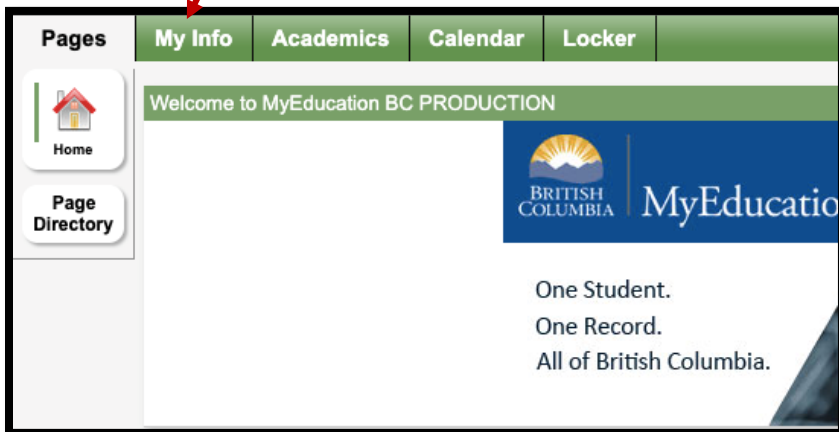 Pages My Info Academics Calendar Locker
Home
Page
Directory
Welcome to MyEducation BC PRODUCTION
BRITISH
COLUMBIA
MyEducatio
One Student.
One Record.
All of British Columbia.